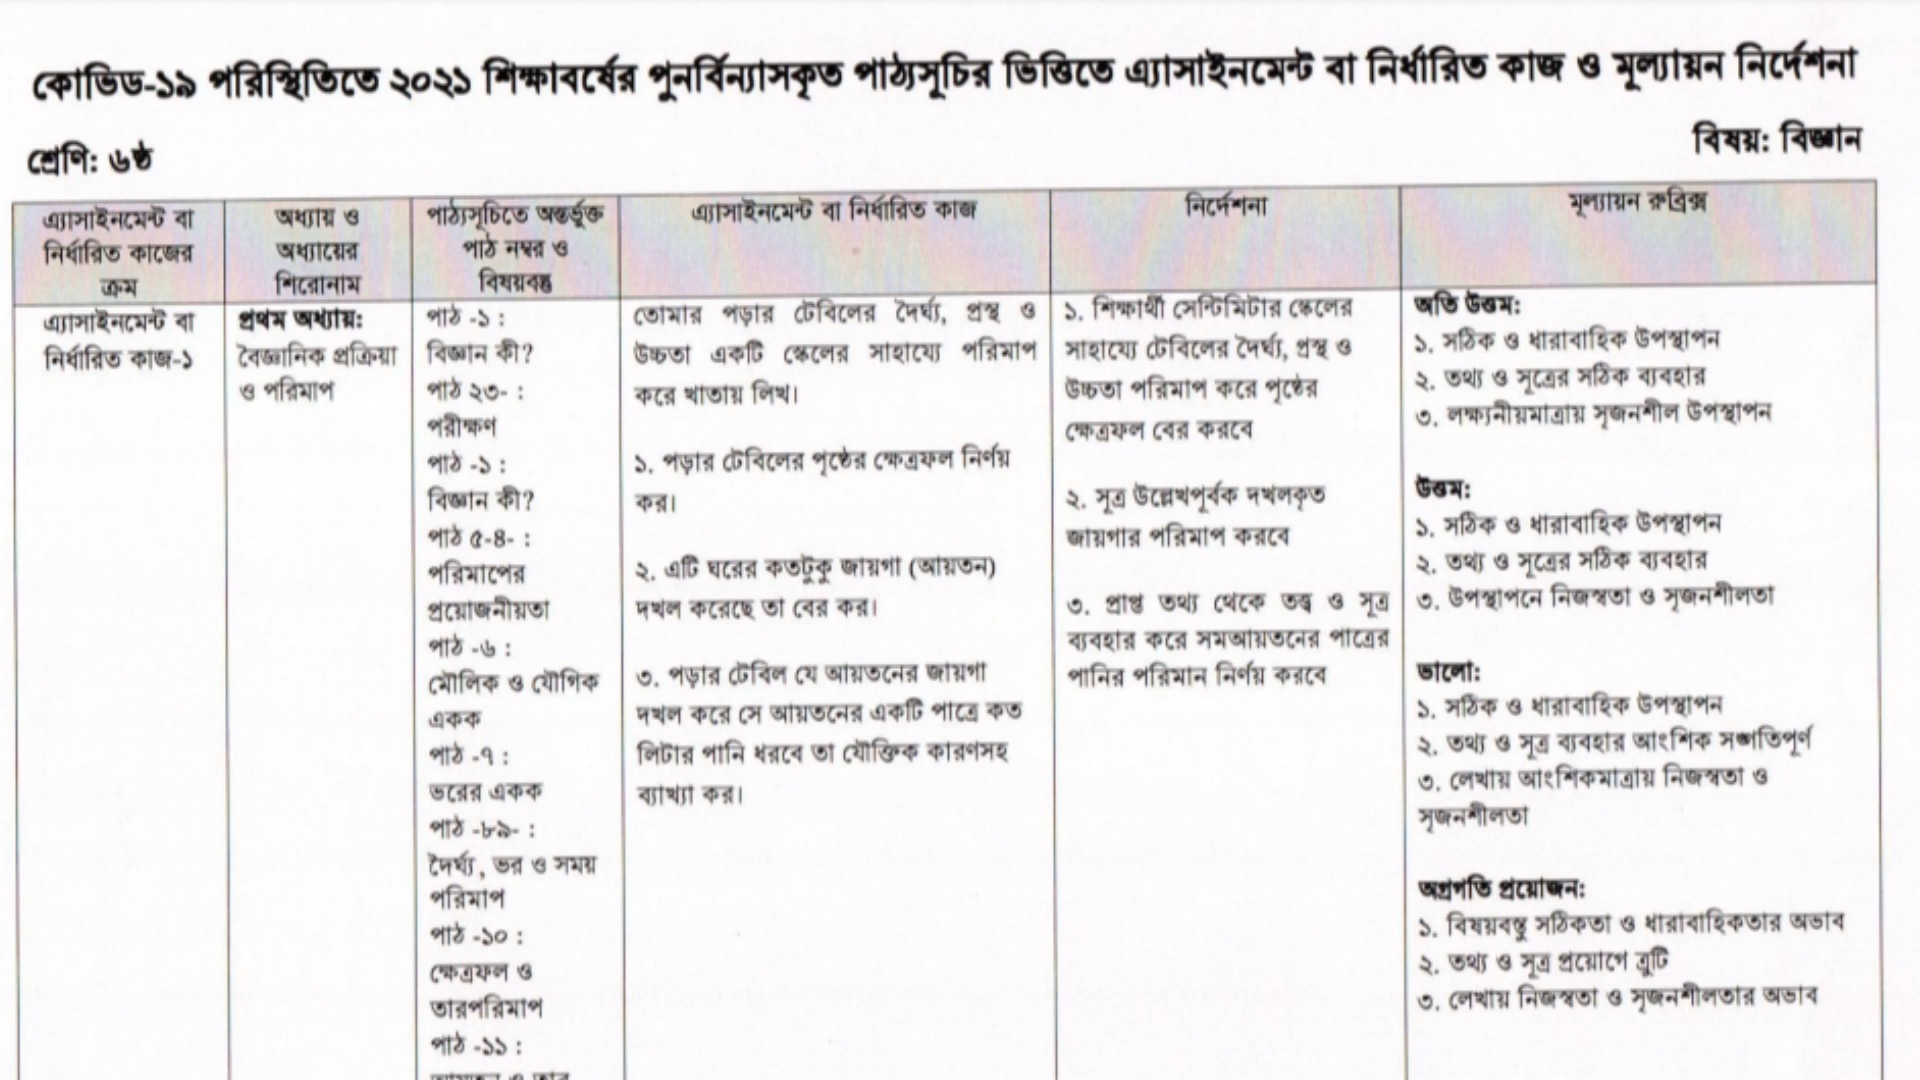 কোভিড-১৯ পরিস্থিতিতে ২০২১ শিক্ষাবর্ষের পুনর্বিন্যাসকৃত পাঠ্যসূচির ভিত্তিতে এ্যাসাইনমেন্ট বা নির্ধারিত কাজ ও মূল্যায়ন নির্দেশনা
শ্রেণি: ৬ষ্ঠ
বিষয়: বিজ্ঞান
এ্যাসাইনমেন্ট বা
নির্ধারিত কাজের
ক্রম
অধ্যায় ও
অধ্যায়ের
শিরোনাম
পাঠ্যসূচিতে অন্তর্ভুক্ত
পাঠ নম্বর ও
বিষয়বস্তু
এ্যাসাইনমেন্ট বা নির্ধারিত কাজ
নির্দেশনা
মূল্যায়ন রুব্রিক্স
এ্যাসাইনমেন্ট বা
নির্ধারিত কাজ-১
প্রথম অধ্যায়:
বৈজ্ঞানিক প্রক্রিয়া
ও পরিমাপ
পাঠ -১ :
বিজ্ঞান কী?
পাঠ ২৩- :
পরীক্ষণ
পাঠ -১ :
বিজ্ঞান কী?
পাঠ ৫-৪- :
পরিমাপের
প্রয়োজনীয়তা
পাঠ -৬ :
মৌলিক ও যৌগিক
একক
পাঠ -৭ :
ভরের একক
পাঠ -৮৯- :
দৈর্ঘ্য, ভর ও সময়
পরিমাপ
পাঠ -১০ :
ক্ষেত্রফল ও
তারপরিমাপ
পাঠ -১১ :
আয়তন ও তার
তোমার পড়ার টেবিলের দৈর্ঘ্য, প্রস্থ ও
উচ্চতা একটি স্কেলের সাহায্যে পরিমাপ
করে খাতায় লিখ।
১. পড়ার টেবিলের পৃষ্ঠের ক্ষেত্রফল নির্ণয়
কর।
২. এটি ঘরের কতটুকু জায়গা (আয়তন)
দখল করেছে তা বের কর।
৩. পড়ার টেবিল যে আয়তনের জায়গা
দখল করে সে আয়তনের একটি পাত্রে কত
লিটার পানি ধরবে তা যৌক্তিক কারণসহ
ব্যাখ্যা কর।
১. শিক্ষার্থী সেন্টিমিটার স্কেলের
সাহায্যে টেবিলের দৈর্ঘ্য, প্রস্থ ও
উচ্চতা পরিমাপ করে পৃষ্ঠের
ক্ষেত্রফল বের করবে
২. সূত্র উল্লেখপূর্বক দখলকৃত
জায়গার পরিমাপ করবে
৩. প্রাপ্ত তথ্য থেকে তত্ত্ব ও সূত্র
ব্যবহার করে সমআয়তনের পাত্রের
পানির পরিমান নির্ণয় করবে
অতি উত্তম:
১. সঠিক ও ধারাবাহিক উপস্থাপন
২. তথ্য ও সূত্রের সঠিক ব্যবহার
৩. লক্ষ্যনীয়মাত্রায় সৃজনশীল উপস্থাপন
উত্তম:
১. সঠিক ও ধারাবাহিক উপস্থাপন
২. তথ্য ও সূত্রের সঠিক ব্যবহার
৩. উপস্থাপনে নিজস্বতা ও সৃজনশীলতা
ভালো:
১. সঠিক ও ধারাবাহিক উপস্থাপন
২. তথ্য ও সূত্র ব্যবহার আংশিক সঙ্গতিপূর্ণ
৩. লেখায় আংশিকমাত্রায় নিজস্বতা ও
সৃজনশীলতা
অগ্রগতি প্রয়োজন:
১. বিষয়বস্তু সঠিকতা ও ধারাবাহিকতার অভাব
২. তথ্য ও সূত্র প্রয়োগে ত্রুটি
৩. লেখায় নিজস্বতা ও সৃজনশীলতার অভাব